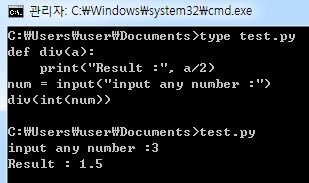 관리자: C:₩Windows₩system32₩cmd.exe
C:₩Users₩user₩Documents>type test.py
def div(a):
    print("Result :", a/2)
num = input("input any number :")
div(int(num))
C:₩Users₩user₩Documents>test.py
input any number :3
Result : 1.5